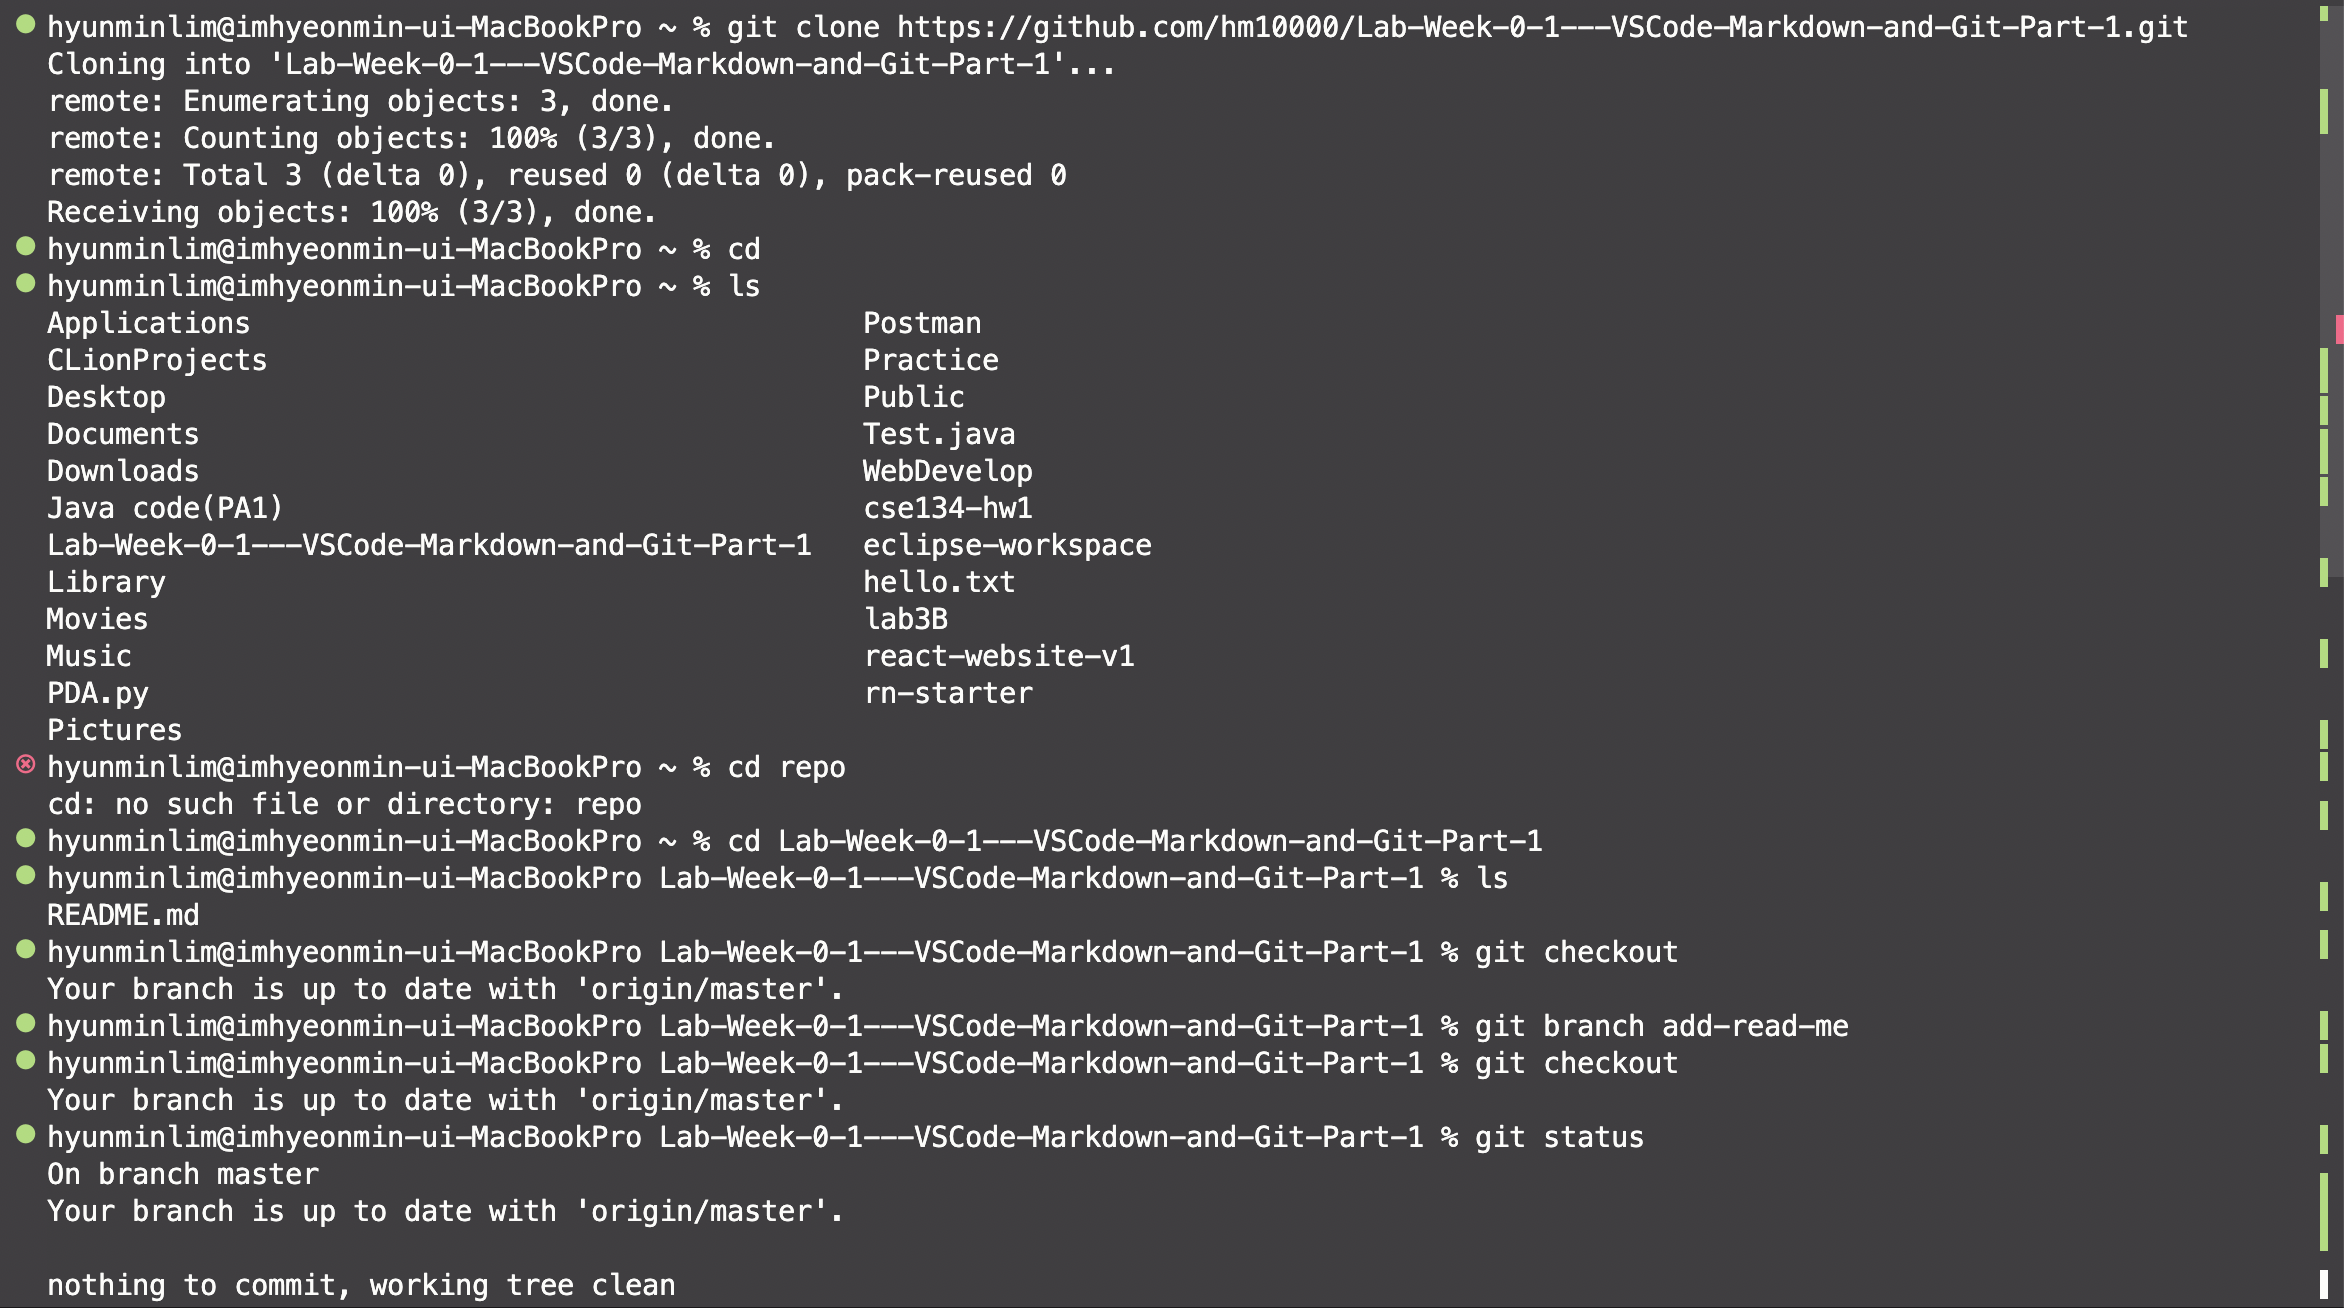 hyunminlim@imhyeonmin-ui-MacBookPro ~ % git clone https://github.com/hm10000/Lab-Week-0-1---VSCode-Markdown-and-Git-Part-1.git
Cloning into 'Lab-Week-0-1---VSCode-Markdown-and-Git-Part-1'...
remote: Enumerating objects: 3, done.
remote: Counting objects: 100% (3/3), done.
remote: Total 3 (delta 0), reused 0 (delta 0), pack-reused 0
Receiving objects: 100% (3/3), done.
hyunminlim@imhyeonmin-ui-MacBookPro ~ % cd
hyunminlim@imhyeonmin-ui-MacBookPro ~ % ls
Applications Postman
CLionProjects Practice
Desktop Public
Documents Test.java
Downloads WebDevelop
Java code(PA1) cse134-hw1
Lab-Week-0-1---VSCode-Markdown-and-Git-Part-1 eclipse-workspace
Library hello.txt
Movies lab3B
Music react-website-v1
PDA.py rn-starter
Pictures
hyunminlim@imhyeonmin-ui-MacBookPro ~ % cd repo
cd: no such file or directory: repo
hyunminlim@imhyeonmin-ui-MacBookPro ~ % cd Lab-Week-0-1---VSCode-Markdown-and-Git-Part-1
hyunminlim@imhyeonmin-ui-MacBookPro Lab-Week-0-1---VSCode-Markdown-and-Git-Part-1 % ls
README.md
hyunminlim@imhyeonmin-ui-MacBookPro Lab-Week-0-1---VSCode-Markdown-and-Git-Part-1 % git checkout
Your branch is up to date with 'origin/master'.
hyunminlim@imhyeonmin-ui-MacBookPro Lab-Week-0-1---VSCode-Markdown-and-Git-Part-1 % git branch add-read-me
hyunminlim@imhyeonmin-ui-MacBookPro Lab-Week-0-1---VSCode-Markdown-and-Git-Part-1 % git checkout
Your branch is up to date with 'origin/master'.
hyunminlim@imhyeonmin-ui-MacBookPro Lab-Week-0-1---VSCode-Markdown-and-Git-Part-1 % git status
On branch master
Your branch is up to date with 'origin/master'.
nothing to commit, working tree clean